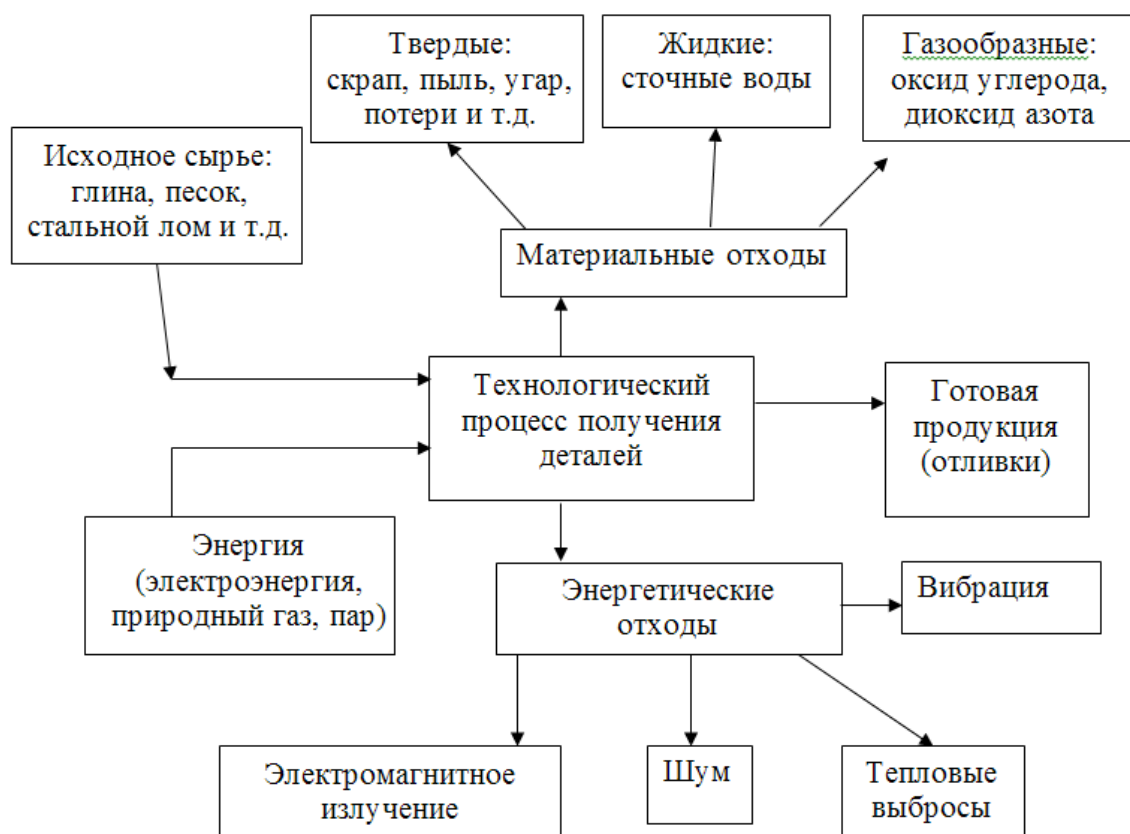 Твердые:
скрап, пыль, угар,
потери и т.д.
Жидкие:
сточные воды
Газообразные:
оксид углерода,
диоксид азота
Исходное сырье:
глина, песок,
стальной лом и т.д.
Материальные отходы
Технологический
процесс получения
деталей
Готовая
продукция
(отливки)
Энергия
(электроэнергия,
природный газ, пар)
Энергетические
отходы
Вибрация
Электромагнитное
излучение
Шум
Тепловые
выбросы